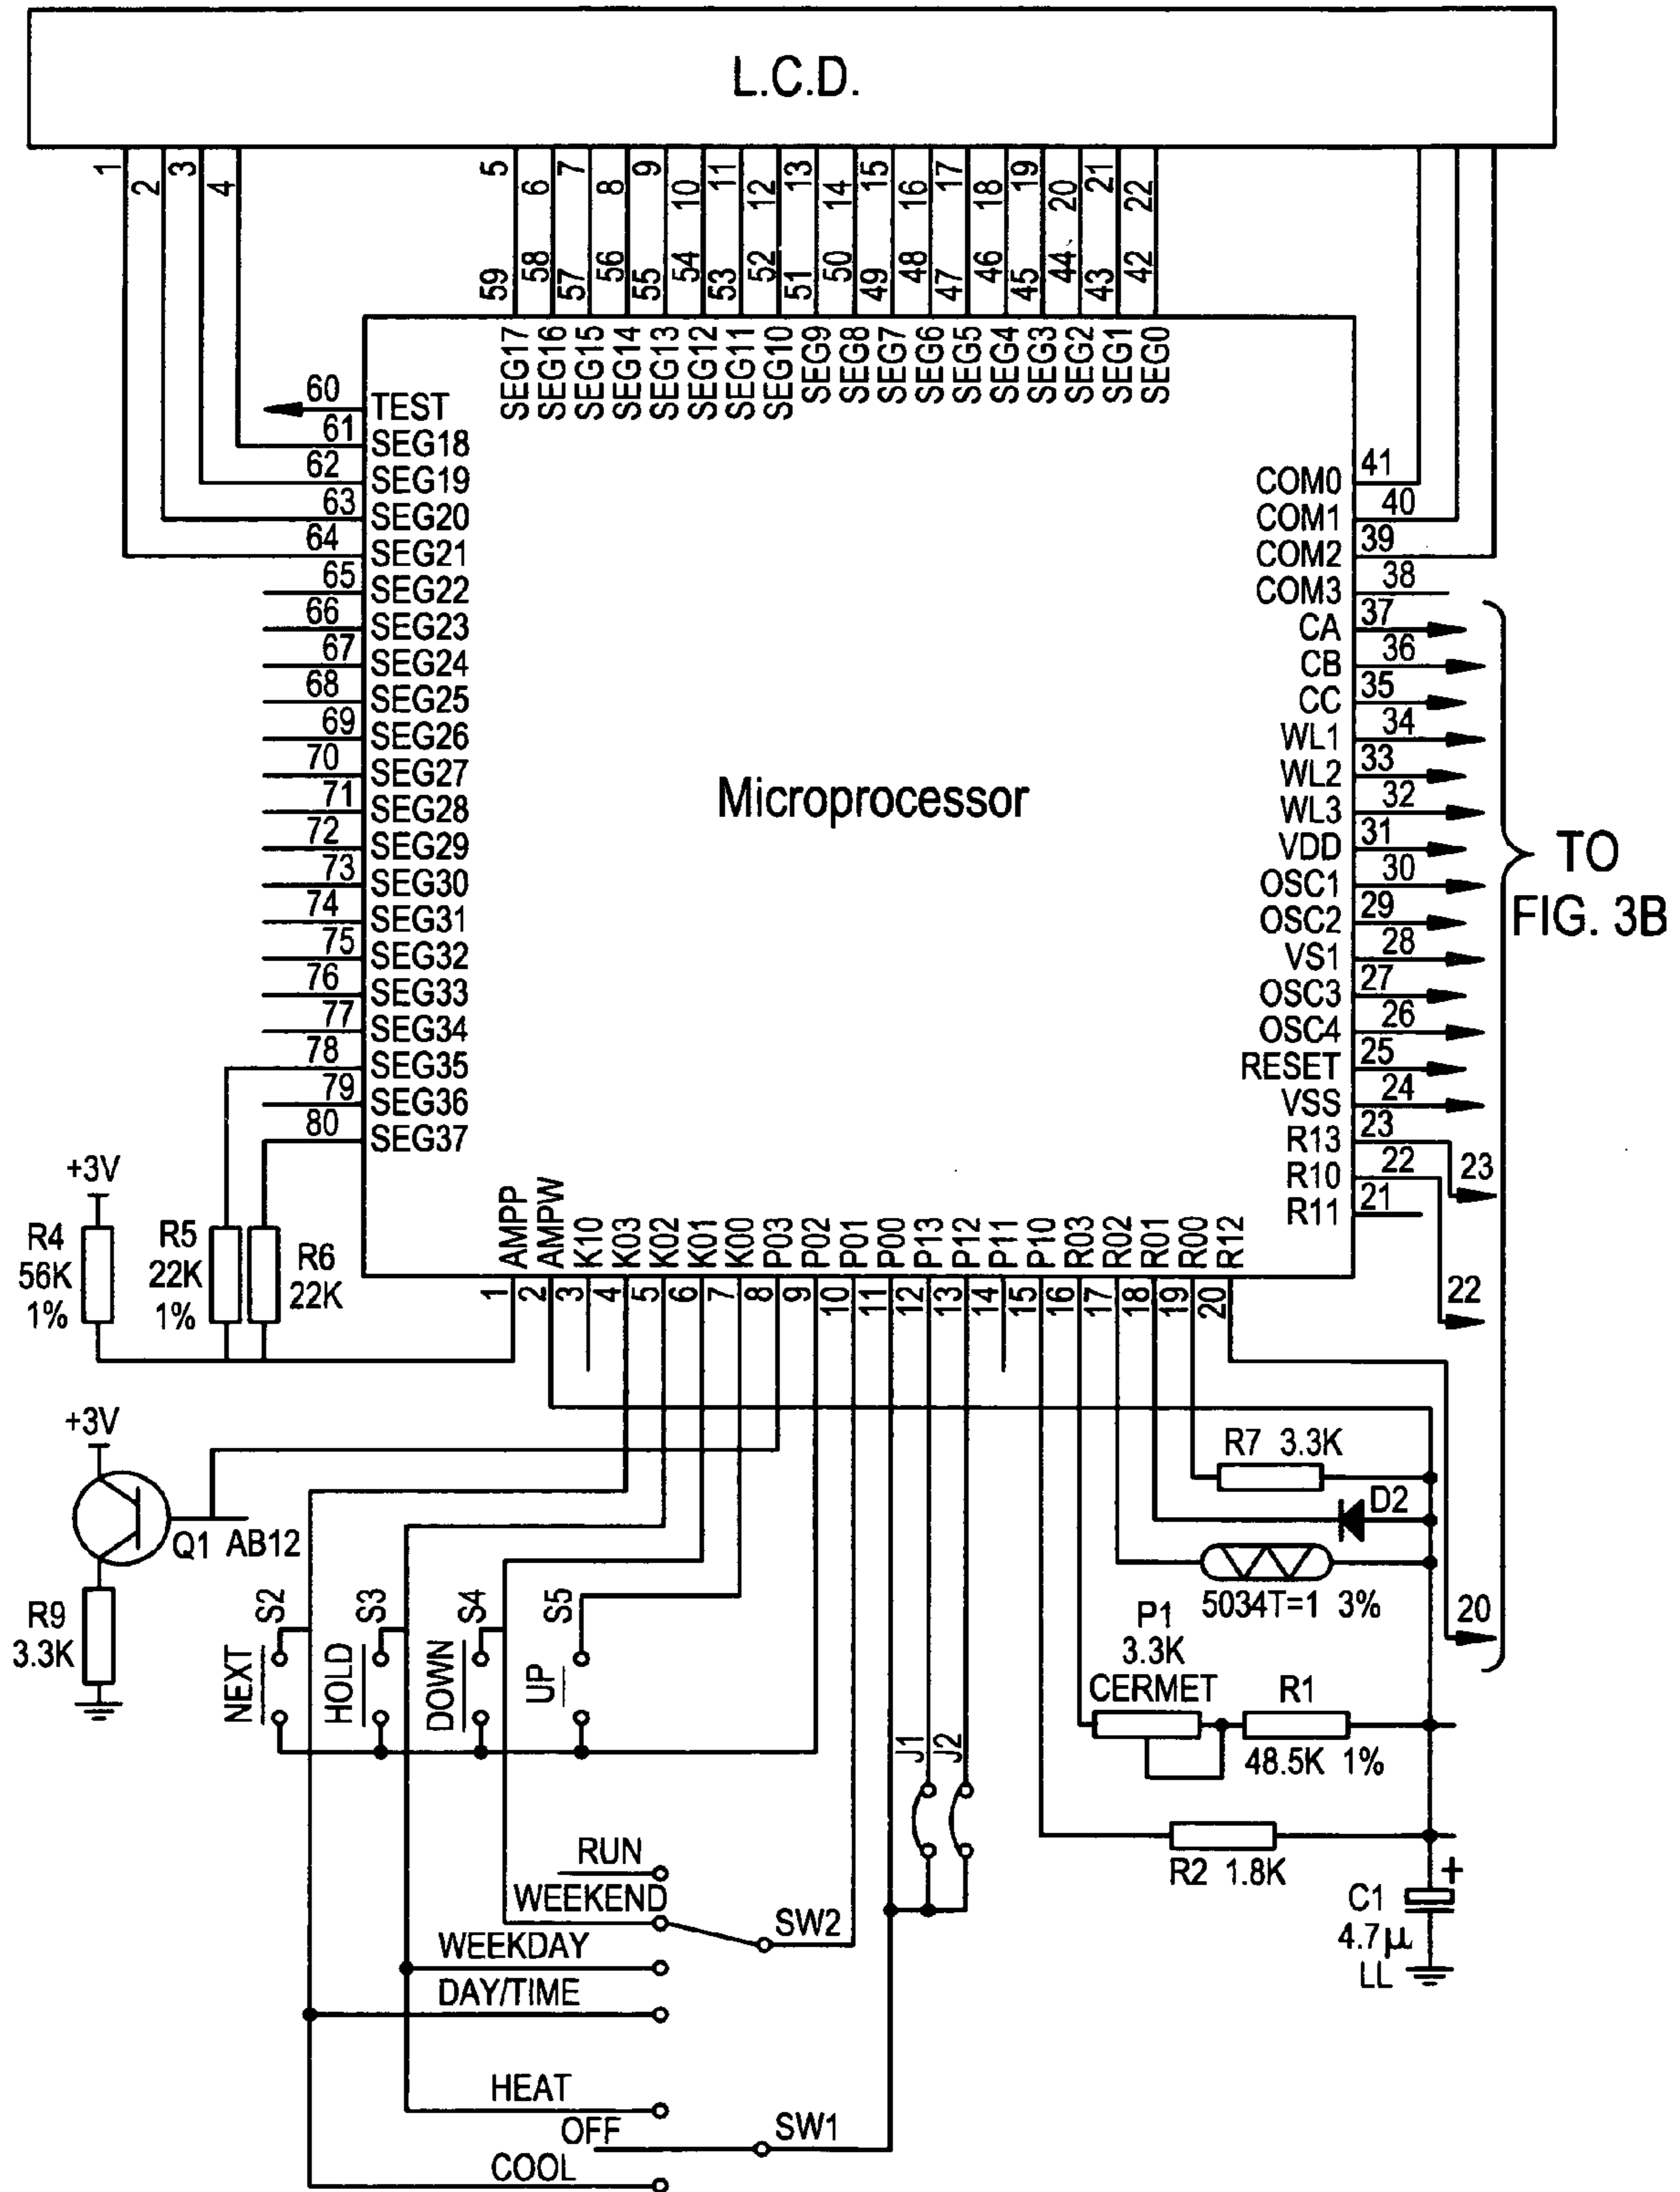 L.C.D.
1
2
3
4
5
6
7
8
9
10
11
12
13
14
15
16
17
18
19
20
21
22
59
58
57
56
55
54
53
52
51
50
49
48
47
46
45
44
43
42
SEG17
SEG16
SEG15
SEG14
SEG13
SEG12
SEG11
SEG10
SEG9
SEG8
SEG7
SEG6
SEG5
SEG4
SEG3
SEG2
SEG1
SEG0
60 TEST
61 SEG18
62 SEG19
63 SEG20
64 SEG21
65 SEG22
66 SEG23
67 SEG24
68 SEG25
69 SEG26
70 SEG27
71 SEG28
72 SEG29
73 SEG30
74 SEG31
75 SEG32
76 SEG33
77 SEG34
78 SEG35
79 SEG36
80 SEG37
Microprocessor
COM0 41
COM1 40
COM2 39
COM3 38
CA 37
CB 36
CC 35
WL1 34
WL2 33
WL3 32
VDD 31
OSC1 30
OSC2 29
VS1 28
OSC3 27
OSC4 26
RESET 25
VSS 24
R13 23
R10 22
R11 21
TO
FIG. 3B
23
22
20
AMPP
AMPW
K10
K03
K02
K01
K00
P03
P02
P01
P00
P13
P12
P11
P10
R03
R02
R01
R00
R12
1
2
3
4
5
6
7
8
9
10
11
12
13
14
15
16
17
18
19
20
+3V
R4
56K
1%
R5
22K
1%
R6
22K
+3V
Q1 AB12
R9
3.3K
S2
NEXT
S3
HOLD
S4
DOWN
S5
UP
R7 3.3K
D2
5034T=1 3%
P1
3.3K
CERMET
R1
48.5K 1%
J1
J2
R2 1.8K
+
C1
4.7μ
LL
RUN
WEEKEND
SW2
WEEKDAY
DAY/TIME
HEAT
OFF
SW1
COOL